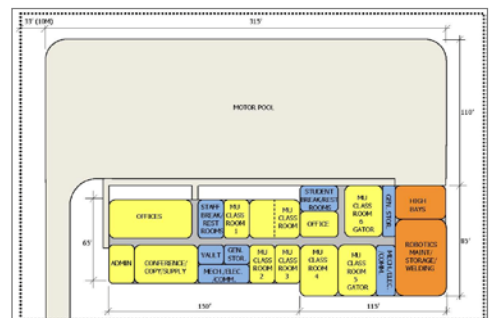 33' (10M)
315'
MOTOR POOL
110'
OFFICES
STAFF
BREAK/
REST
ROOMS
MU
CLASS
ROOM
1
MU
CLASS
ROOM
STUDENT
BREAK/REST
ROOMS
OFFICE
MU
CLASS
ROOM
6
GATOR
GEN. STOR.
HIGH
BAYS
65'
85'
ADMIN
CONFERENCE/
COPY/SUPPLY
VAULT
GEN.
STOR.
MECH./ELEC.
/COMM.
MU
CLASS
ROOM
2
MU
CLASS
ROOM
3
MU
CLASS
ROOM
4
MU
CLASS
ROOM
5
GATOR
MECH./ELEC.
COMM.
ROBOTICS
MAINT/
STORAGE/
WELDING
150'
115'